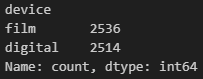 device
film 2536
digital 2514
Name: count, dtype: int64